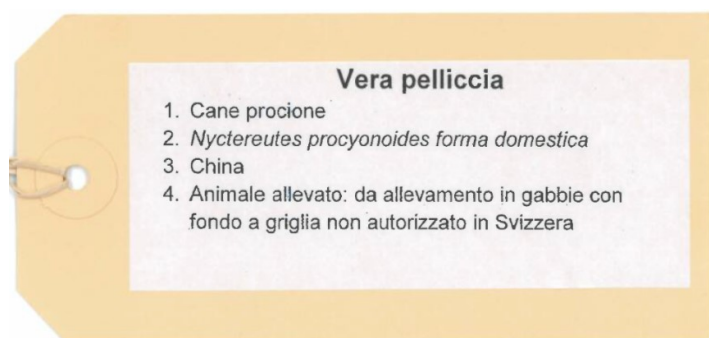 Vera pelliccia
1. Cane procione
2. Nyctereutes procyonoides forma domestica
3. China
4. Animale allevato: da allevamento in gabbie con
fondo a griglia non autorizzato in Svizzera